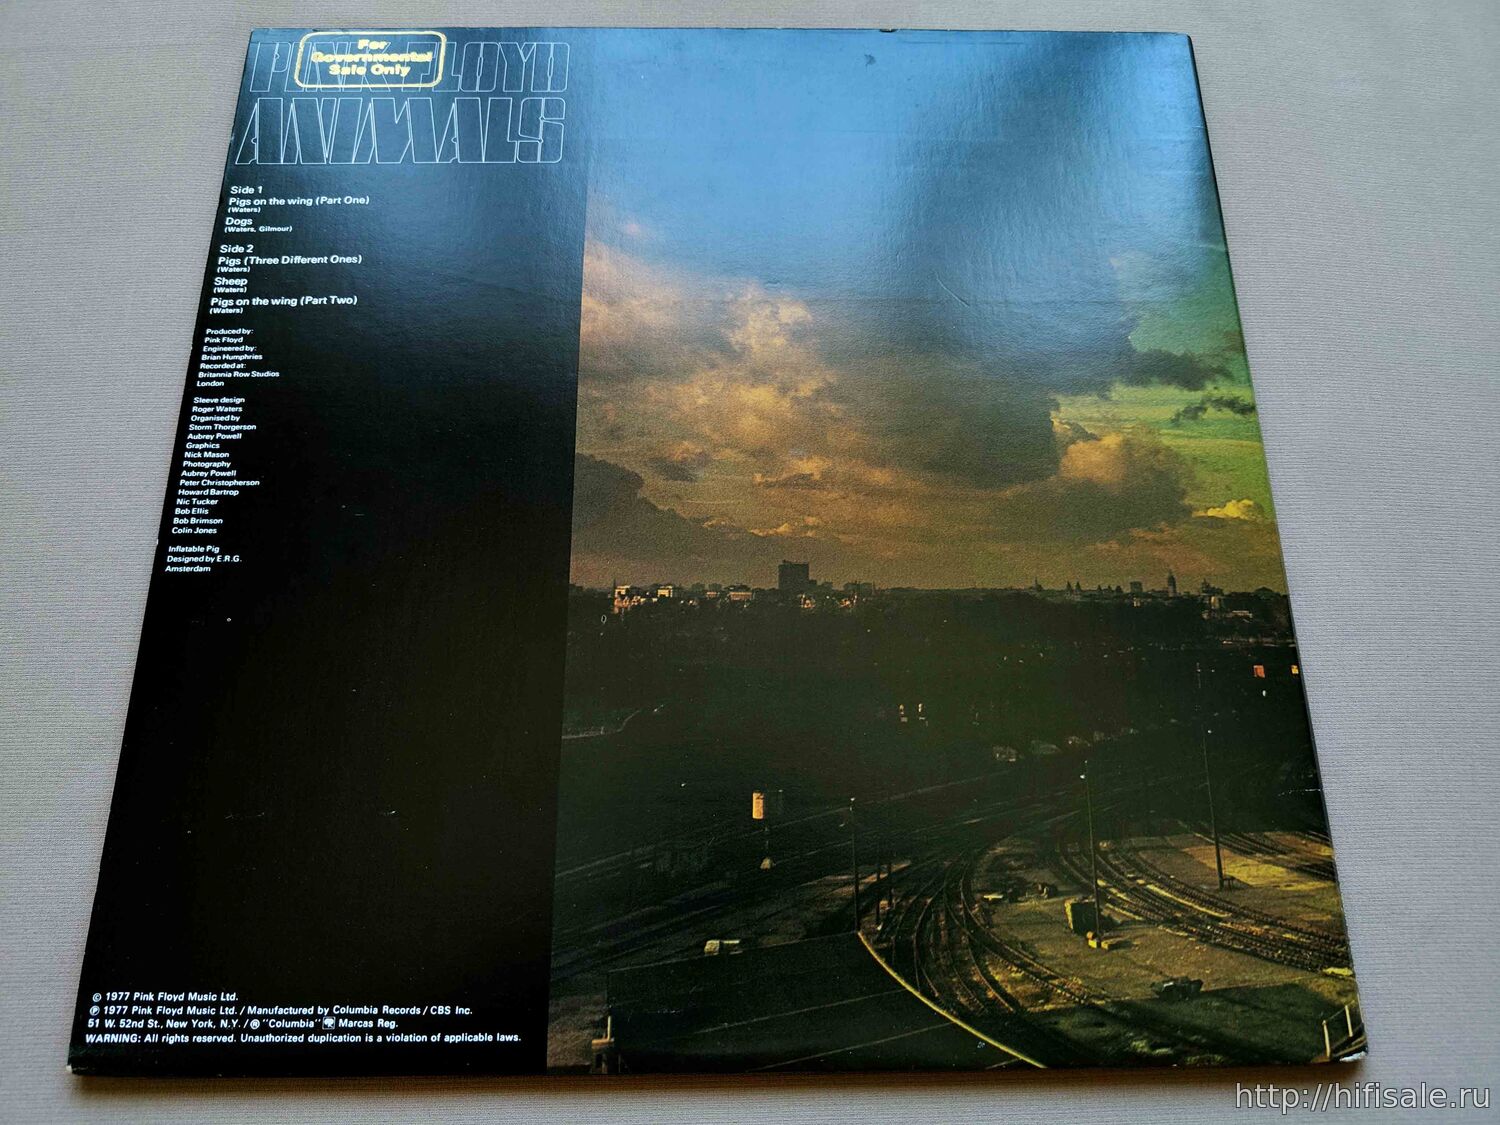 For
Governmental
Sale Only
PINK FLOYD
ANIMALS
Side 1
Pigs on the wing (Part One)
(Waters)
Dogs
(Waters, Gilmour)
Side 2
Pigs (Three Different Ones)
(Waters)
Sheep
(Waters)
Pigs on the wing (Part Two)
(Waters)
Produced by:
Pink Floyd
Engineered by:
Brian Humphries
Recorded at:
Britannia Row Studios
London
Sleeve design
Roger Waters
Organised by
Storm Thorgerson
Aubrey Powell
Graphics
Nick Mason
Photography
Aubrey Powell
Peter Christopherson
Howard Bartrop
Nic Tucker
Bob Ellis
Bob Brimson
Colin Jones
Inflatable Pig
Designed by E.R.G.
Amsterdam
© 1977 Pink Floyd Music Ltd.
℗ 1977 Pink Floyd Music Ltd. / Manufactured by Columbia Records / CBS Inc.
51 W. 52nd St., New York, N.Y. / ® "Columbia" Marcas Reg.
WARNING: All rights reserved. Unauthorized duplication is a violation of applicable laws.
http://hifisale.ru